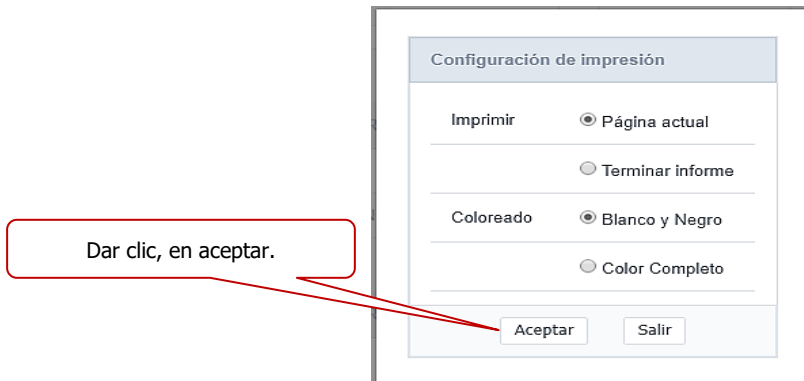 Configuración de impresión
Imprimir Página actual
Terminar informe
Coloreado Blanco y Negro
Dar clic, en aceptar.
Color Completo
Aceptar Salir